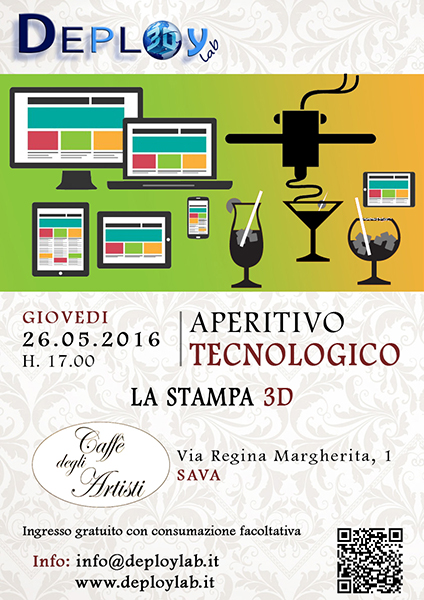 DEPLOY
3D
Lab
GIOVEDI
26.05.2016
H. 17.00
APERITIVO
TECNOLOGICO
LA STAMPA 3D
Caffè
degli
Artisti
Via Regina Margherita, 1
SAVA
Ingresso gratuito con consumazione facoltativa
Info: info@deploylab.it
www.deploylab.it